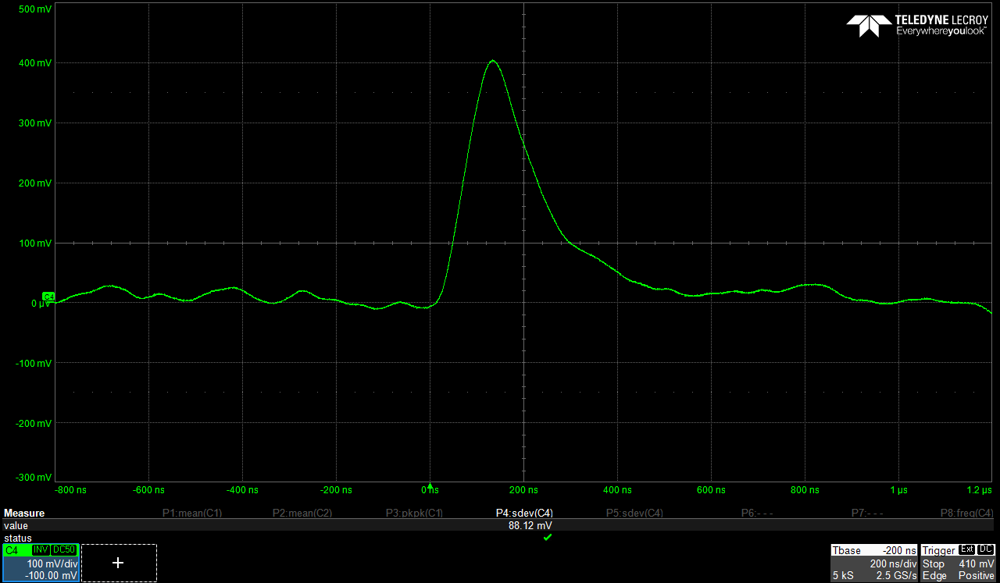 500 mV
TELEDYNE LECROY
Everywhereyoulook™
400 mV
300 mV
200 mV
100 mV
C4
0 µV
-100 mV
-200 mV
-300 mV
-800 ns -600 ns -400 ns -200 ns 0 ns 200 ns 400 ns 600 ns 800 ns 1 µs 1.2 µs
Measure P1:mean(C1) P2:mean(C2) P3:pkpk(C1) P4:sdev(C4) P5:sdev(C4) P6:- - - P7:- - - P8:freq(C4)
value 88.12 mV
status ✓
C4 INV DC50
100 mV/div
-100.00 mV
+
Tbase -200 ns
200 ns/div
5 kS 2.5 GS/s
Trigger Ext DC
Stop 410 mV
Edge Positive